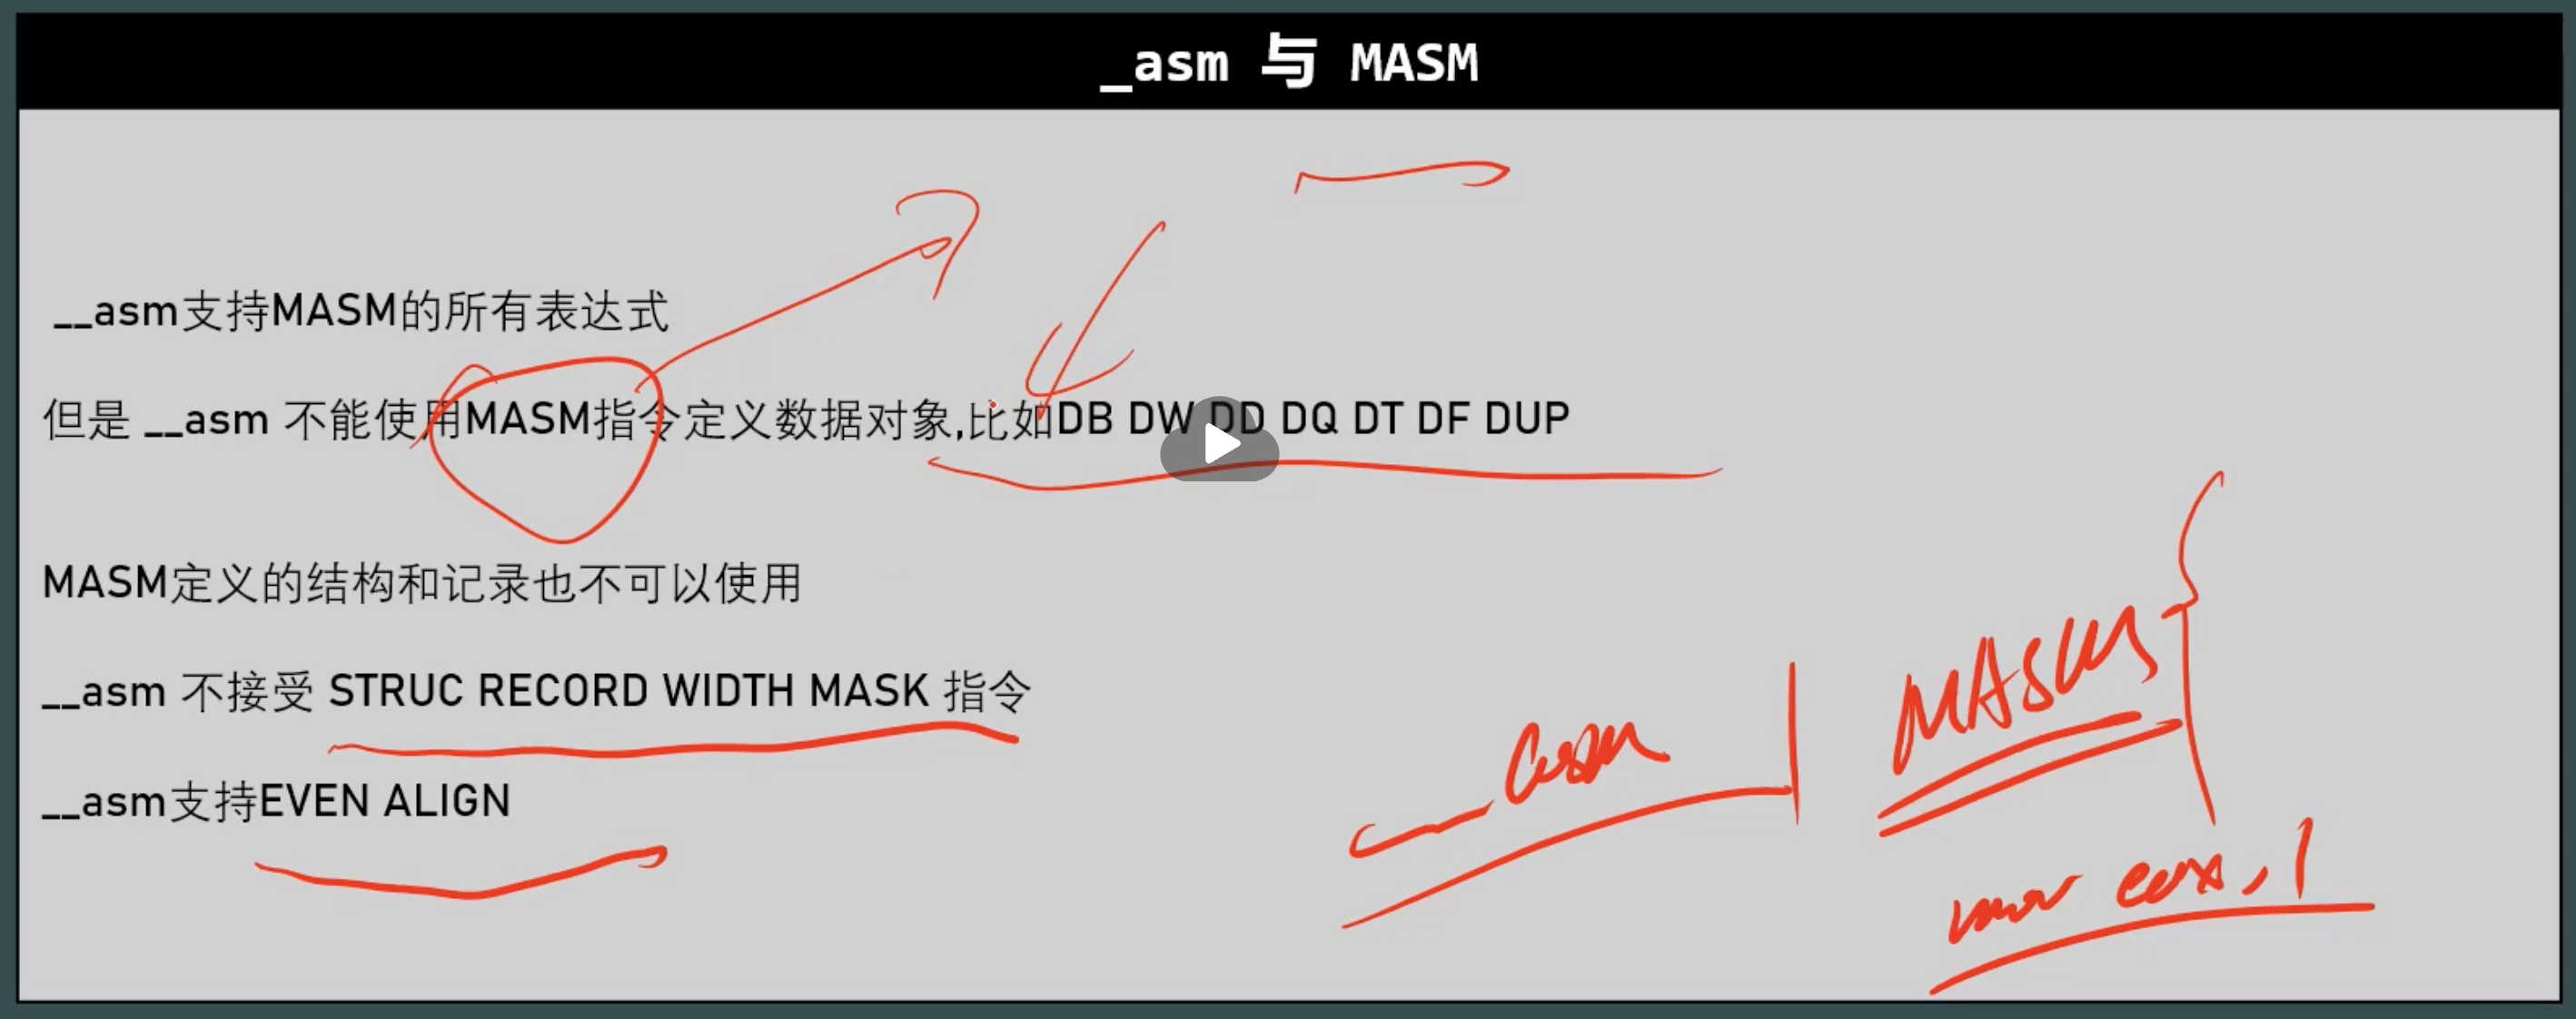 _asm 与 MASM
__asm支持MASM的所有表达式
但是 __asm 不能使用MASM指令定义数据对象,比如DB DW DD DQ DT DF DUP
MASM定义的结构和记录也不可以使用
__asm 不接受 STRUC RECORD WIDTH MASK 指令
__asm支持EVEN ALIGN
__asm
MASM
mov eax, 1